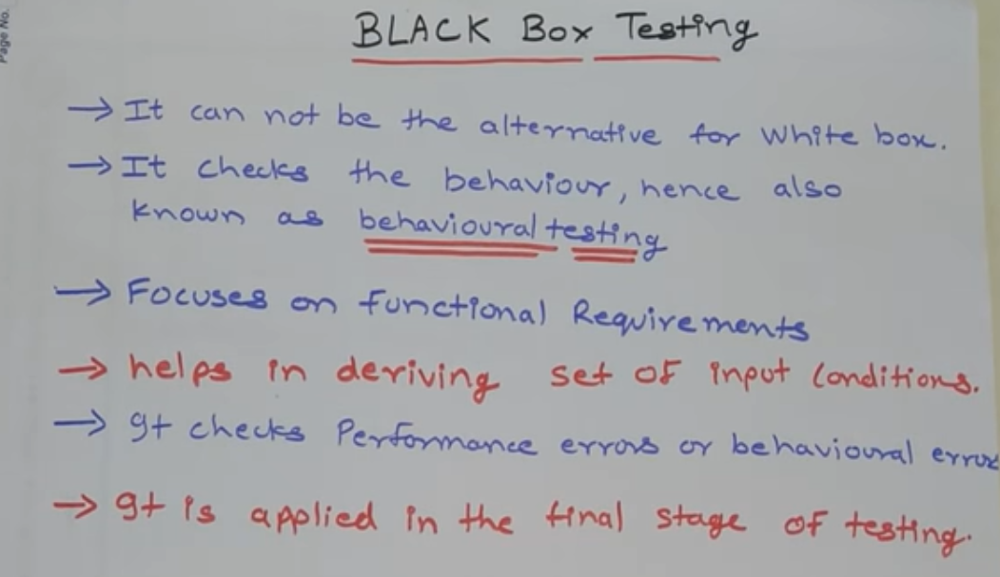 Page No.
BLACK Box Testing
→ It can not be the alternative for White box.
→ It checks the behaviour, hence also
known as behavioural testing
→ Focuses on functional Requirements
→ helps in deriving set of input Conditions.
→ It checks Performance errors or behavioural error
→ It is applied in the final stage of testing.